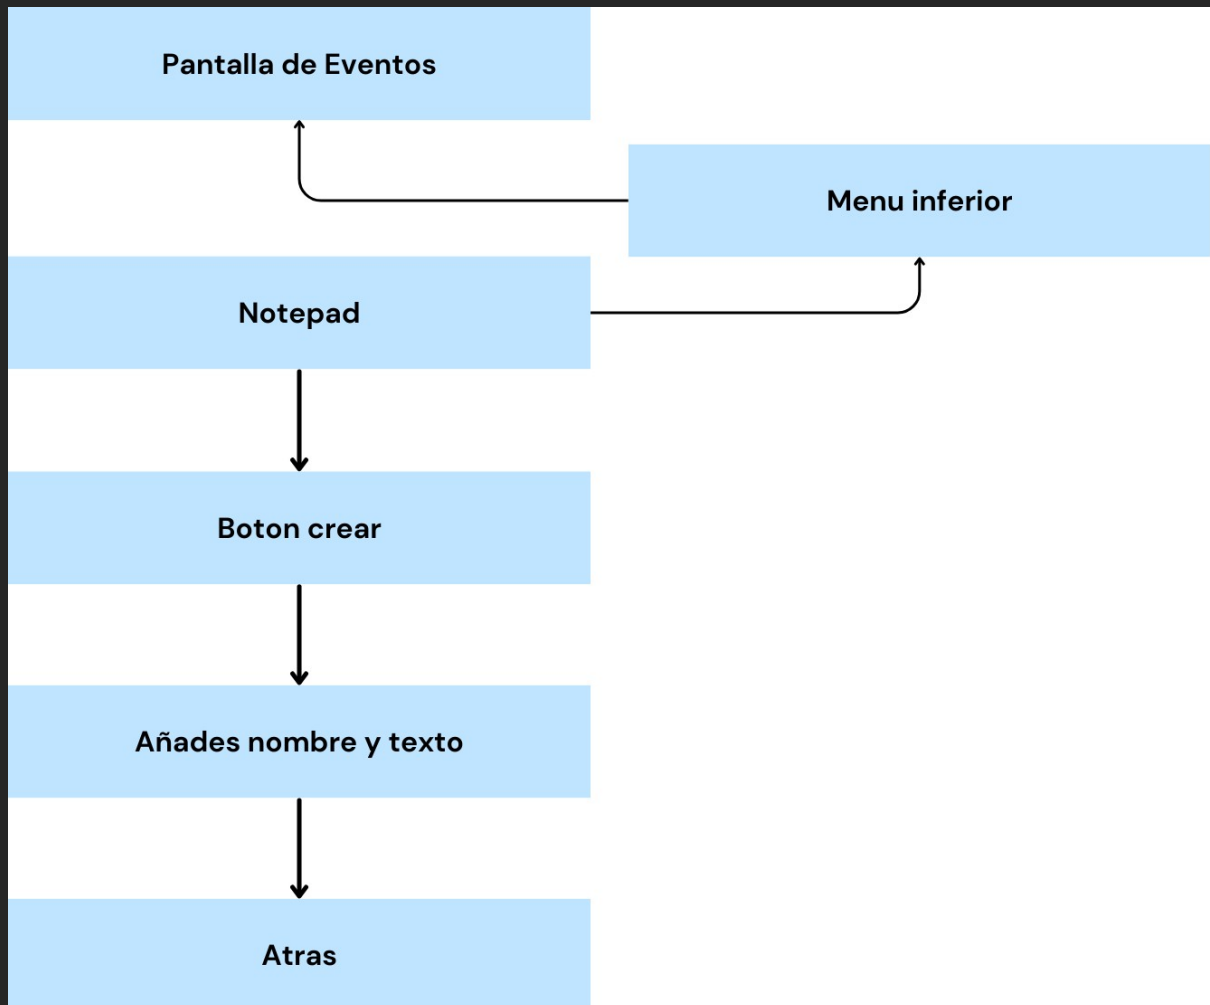 Pantalla de Eventos
Menu inferior
Notepad
Boton crear
Añades nombre y texto
Atras